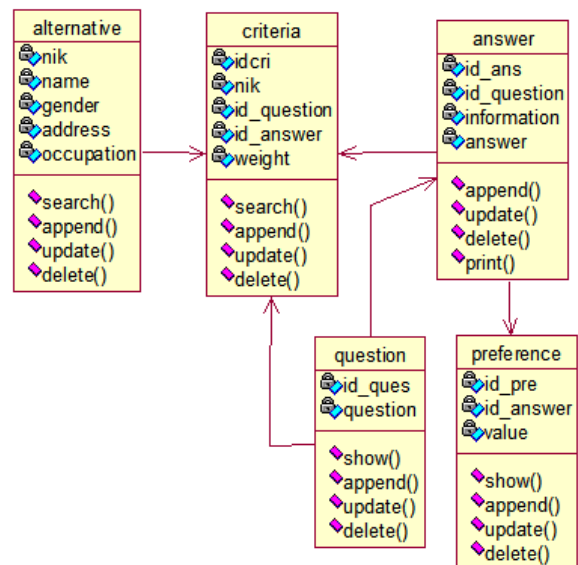 alternative
nik
name
gender
address
occupation
search()
append()
update()
delete()
criteria
idcri
nik
id_question
id_answer
weight
search()
append()
update()
delete()
answer
id_ans
id_question
information
answer
append()
update()
delete()
print()
question
id_ques
question
show()
append()
update()
delete()
preference
id_pre
id_answer
value
show()
append()
update()
delete()